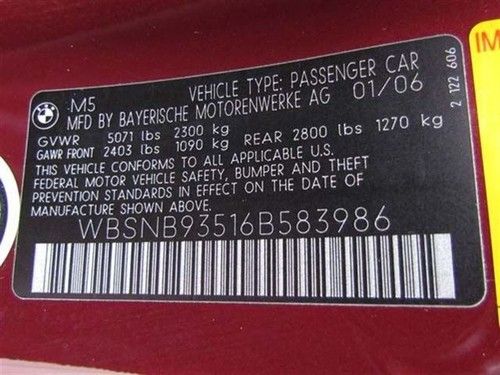 IM
BMW
M5 VEHICLE TYPE: PASSENGER CAR
MFD BY BAYERISCHE MOTORENWERKE AG 01/06
GVWR 5071 lbs 2300 kg
GAWR FRONT 2403 lbs 1090 kg REAR 2800 lbs 1270 kg
THIS VEHICLE CONFORMS TO ALL APPLICABLE U.S.
FEDERAL MOTOR VEHICLE SAFETY, BUMPER AND THEFT
PREVENTION STANDARDS IN EFFECT ON THE DATE OF
MANUFACTURE SHOWN ABOVE.
WBSNB93516B583986
2 122 606